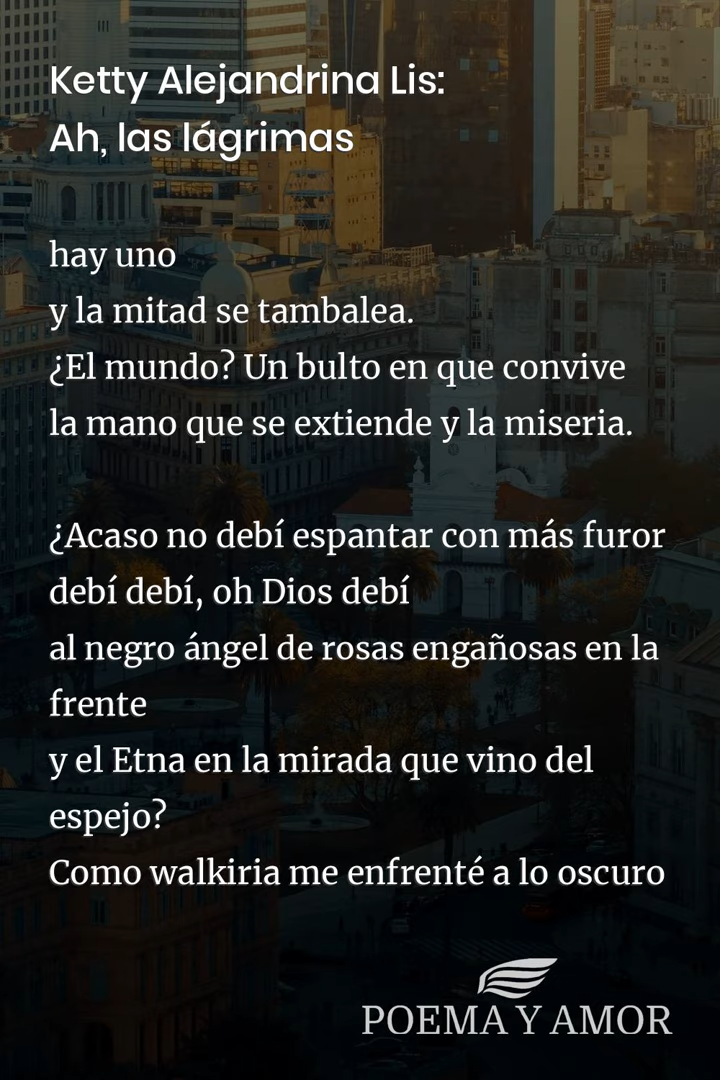 Ketty Alejandrina Lis:
Ah, las lágrimas
hay uno
y la mitad se tambalea.
¿El mundo? Un bulto en que convive
la mano que se extiende y la miseria.
¿Acaso no debí espantar con más furor
debí debí, oh Dios debí
al negro ángel de rosas engañosas en la
frente
y el Etna en la mirada que vino del
espejo?
Como walkiria me enfrenté a lo oscuro
POEMA Y AMOR